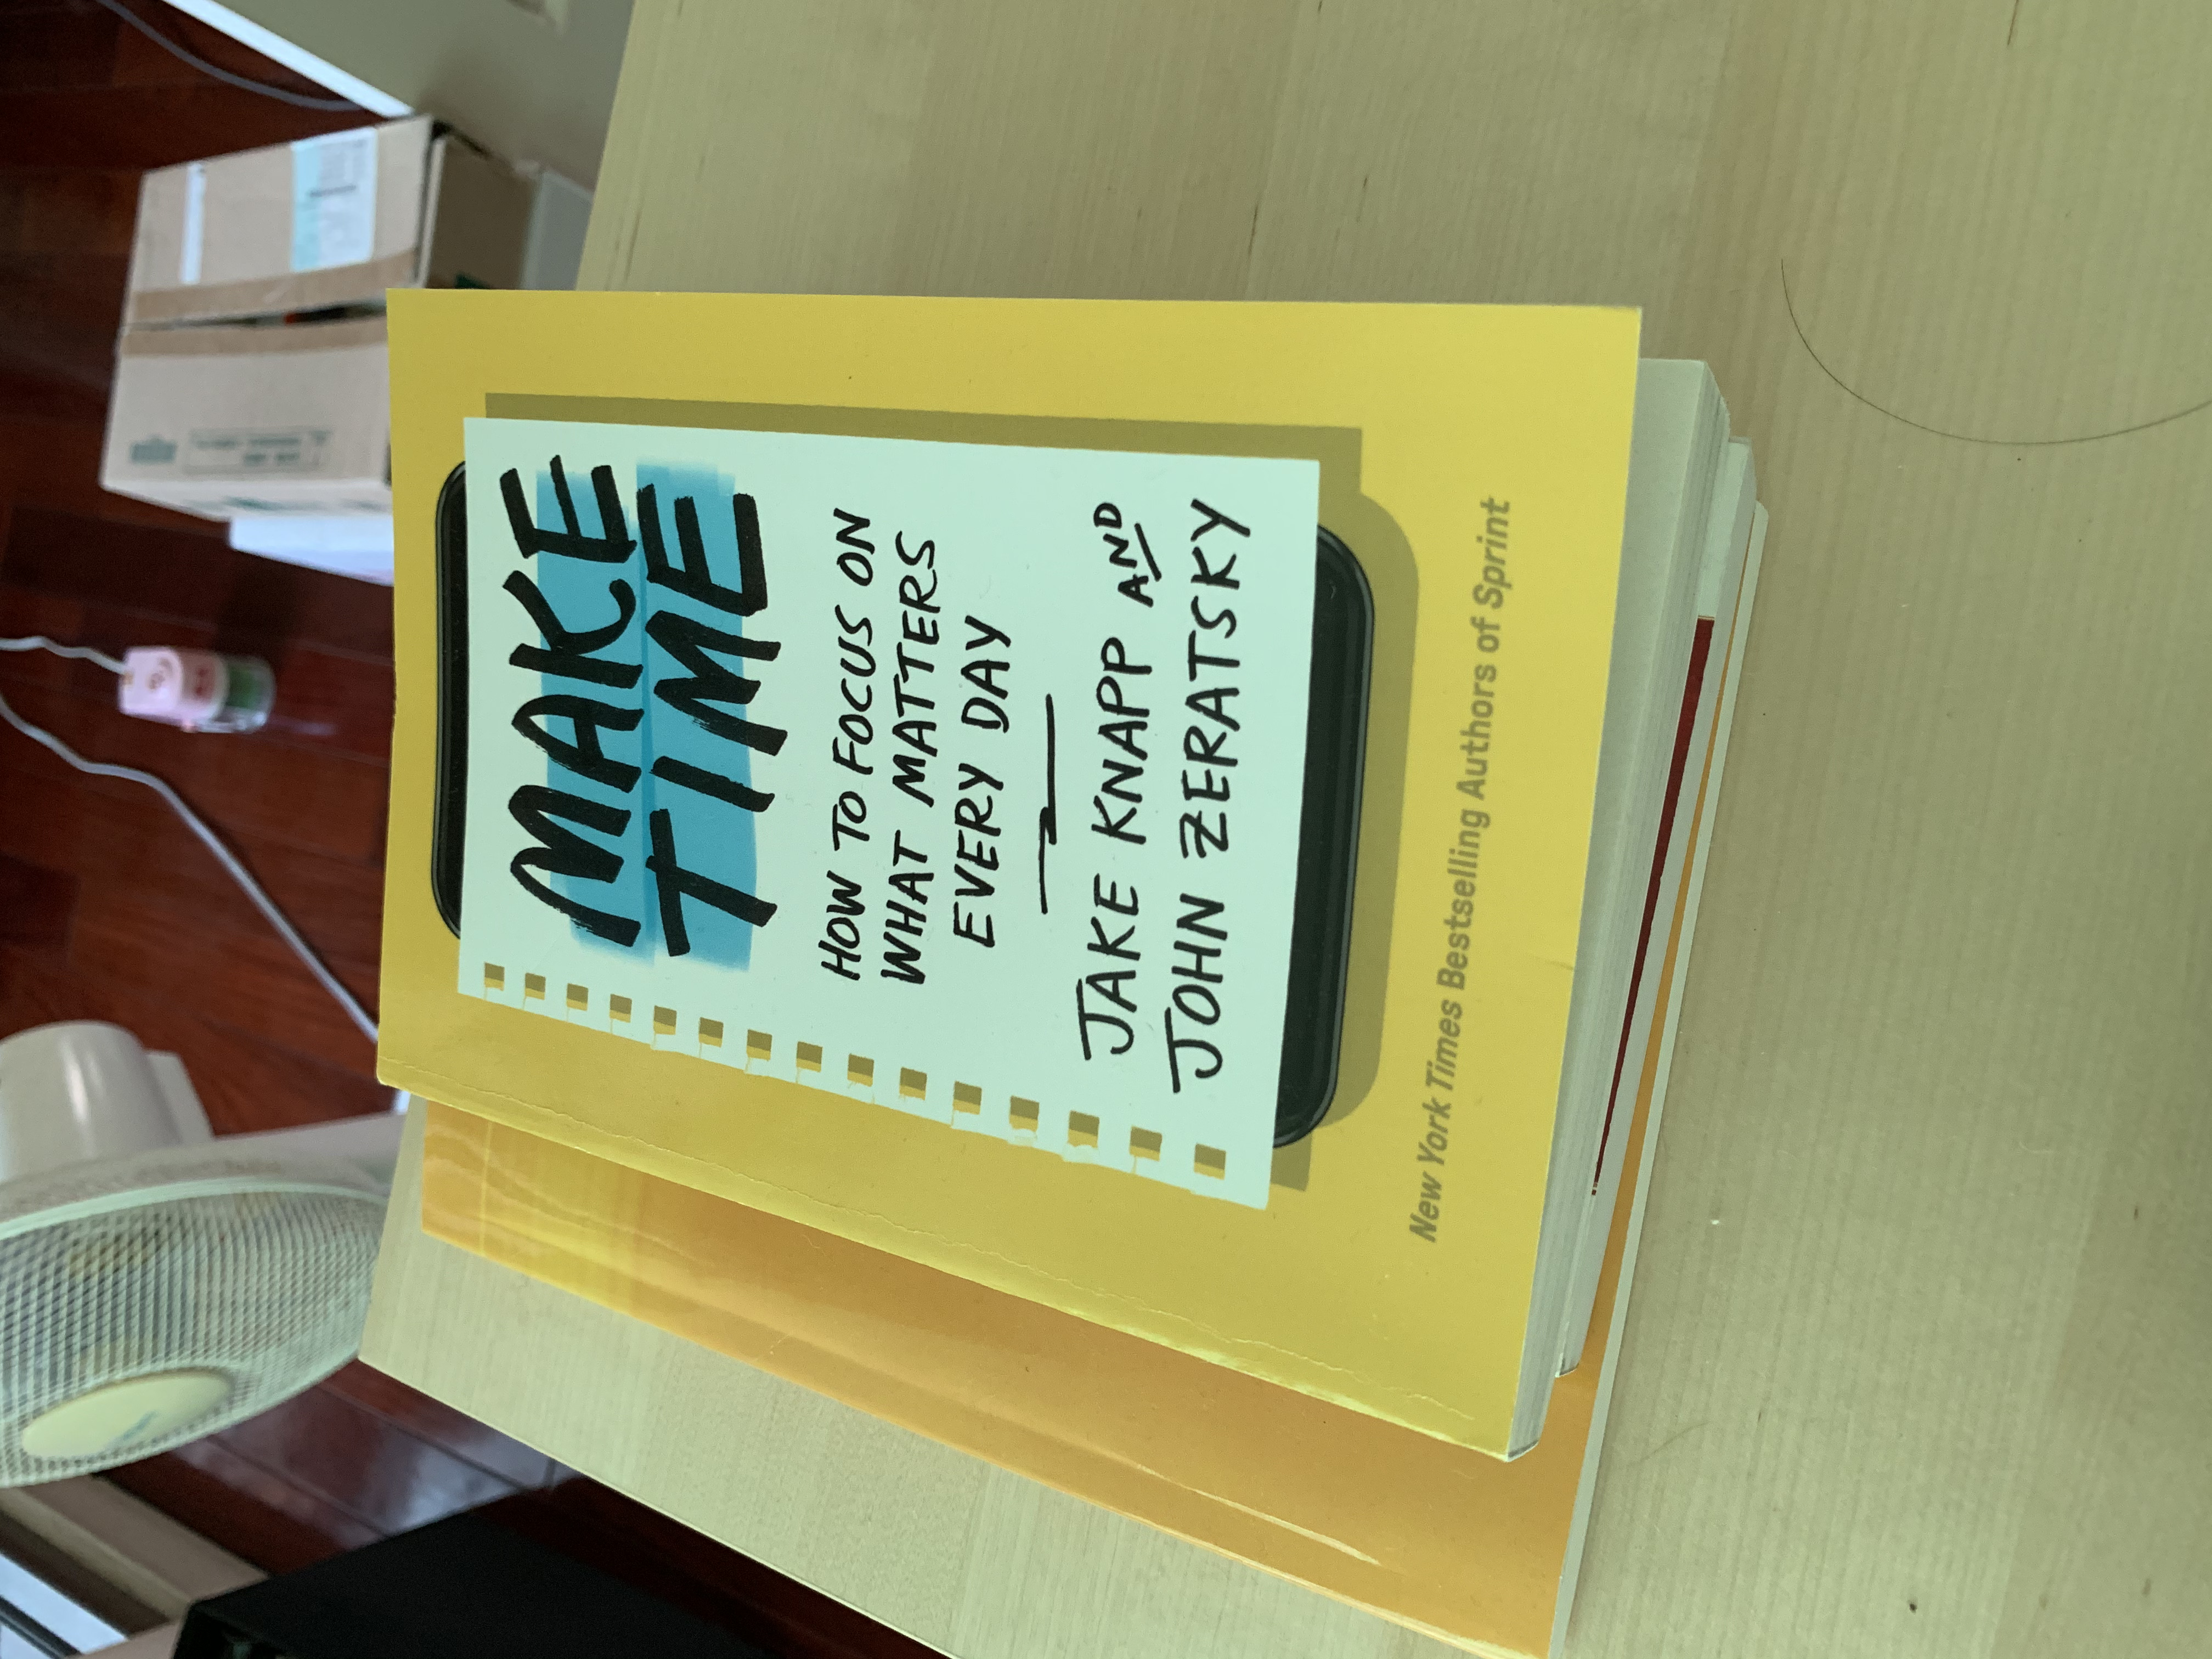 MAKE
TIME
HOW TO FOCUS ON
WHAT MATTERS
EVERY DAY
JAKE KNAPP AND
JOHN ZERATSKY
New York Times Bestselling Authors of Sprint